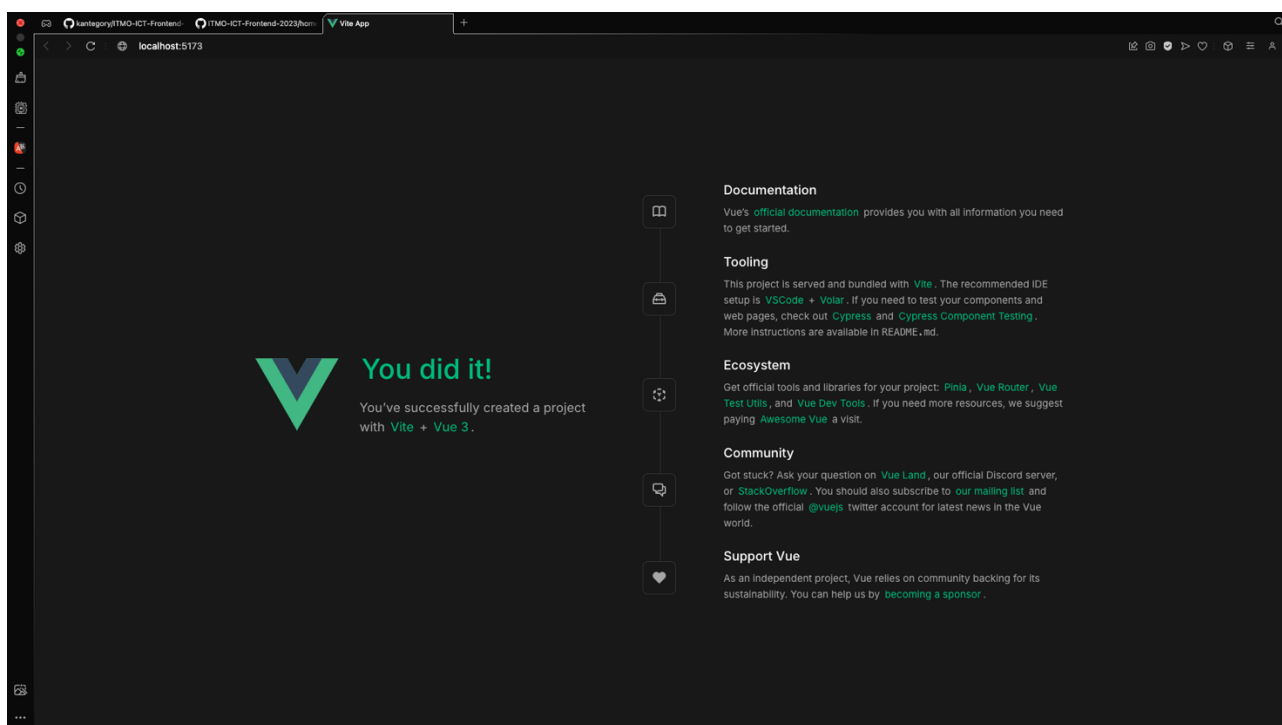 kantegory/ITMO-ICT-Frontend-
ITMO-ICT-Frontend-2023/hom
Vite App
localhost:5173
You did it!
You've successfully created a project
with Vite + Vue 3.
Documentation
Vue's official documentation provides you with all information you need
to get started.
Tooling
This project is served and bundled with Vite. The recommended IDE
setup is VSCode + Volar. If you need to test your components and
web pages, check out Cypress and Cypress Component Testing.
More instructions are available in README.md.
Ecosystem
Get official tools and libraries for your project: Pinia, Vue Router, Vue
Test Utils, and Vue Dev Tools. If you need more resources, we suggest
paying Awesome Vue a visit.
Community
Got stuck? Ask your question on Vue Land, our official Discord server,
or StackOverflow. You should also subscribe to our mailing list and
follow the official @vuejs twitter account for latest news in the Vue
world.
Support Vue
As an independent project, Vue relies on community backing for its
sustainability. You can help us by becoming a sponsor.